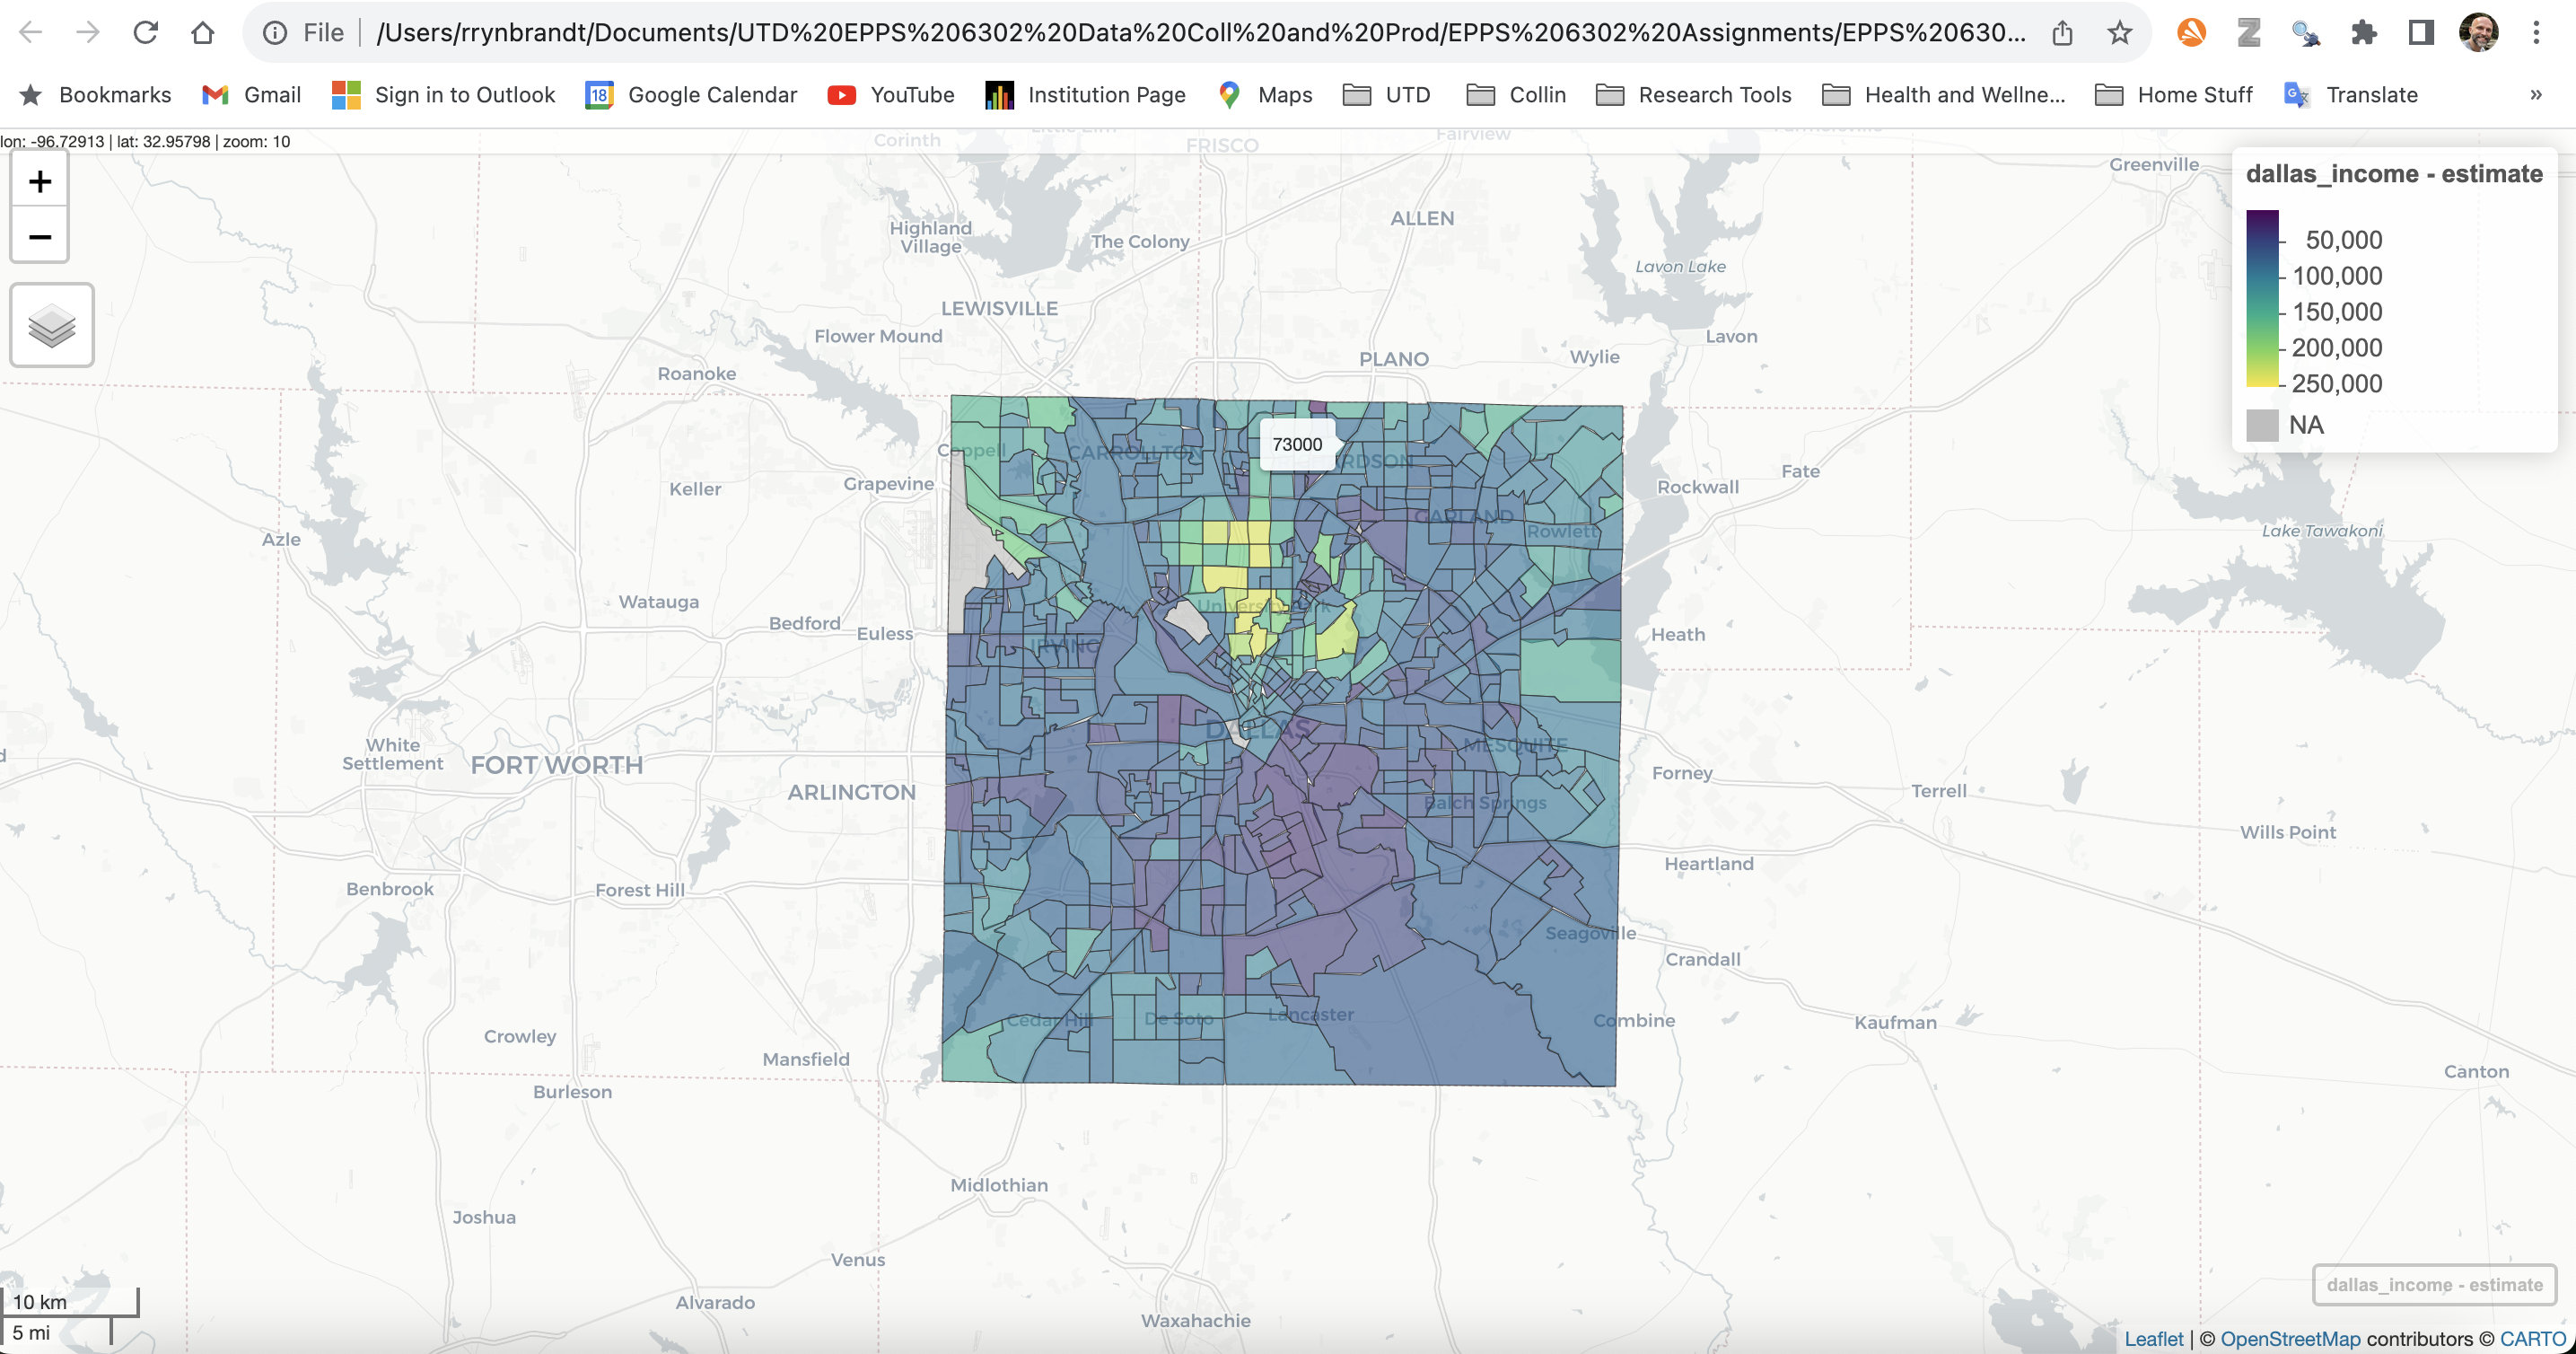 File
/Users/rrynbrandt/Documents/UTD%20EPPS%206302%20Data%20Coll%20and%20Prod/EPPS%206302%20Assignments/EPPS%20630...
Bookmarks Gmail Sign in to Outlook 18 Google Calendar YouTube Institution Page Maps UTD Collin Research Tools Health and Wellne... Home Stuff Translate »
lon: -96.72913 | lat: 32.95798 | zoom: 10
+
−
dallas_income - estimate
50,000
100,000
150,000
200,000
250,000
NA
Corinth
Little Elm
FRISCO
Fairview
Greenville
Highland
Village
The Colony
ALLEN
Lavon Lake
LEWISVILLE
Flower Mound
Lavon
PLANO
Wylie
Roanoke
73000
Coppell
CARROLLTON
RDSON
Keller
Grapevine
Rockwall
Fate
GARLAND
Rowlett
Lake Tawakoni
Azle
Watauga
University Park
Bedford
Euless
IRVING
Heath
DALLAS
MESQUITE
White
Settlement
FORT WORTH
ARLINGTON
Forney
Terrell
Balch Springs
Wills Point
Heartland
Benbrook
Forest Hill
Seagoville
Crandall
Cedar Hill
De Soto
Lancaster
Combine
Kaufman
Crowley
Mansfield
Canton
Burleson
Midlothian
Joshua
Venus
Alvarado
Waxahachie
10 km
5 mi
dallas_income - estimate
Leaflet | © OpenStreetMap contributors © CARTO